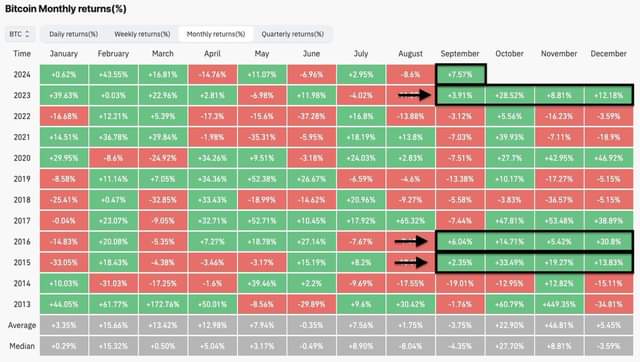 Bitcoin Monthly returns(%)
BTC Daily returns(%) Weekly returns(%) Monthly returns(%) Quarterly returns(%)
Time January February March April May June July August September October November December
2024 +0.62% +43.55% +16.81% -14.76% +11.07% -6.96% +2.95% -8.6% +7.57%
2023 +39.63% +0.03% +22.96% +2.81% -6.98% +11.98% -4.02% +3.91% +28.52% +8.81% +12.18%
2022 -16.68% +12.21% +5.39% -17.3% -15.6% -37.28% +16.8% -13.88% -3.12% +5.56% -16.23% -3.59%
2021 +14.51% +36.78% +29.84% -1.98% -35.31% -5.95% +18.19% +13.8% -7.03% +39.93% -7.11% -18.9%
2020 +29.95% -8.6% -24.92% +34.26% +9.51% -3.18% +24.03% +2.83% -7.51% +27.7% +42.95% +46.92%
2019 -8.58% +11.14% +7.05% +34.36% +52.38% +26.67% -6.59% -4.6% -13.38% +10.17% -17.27% -5.15%
2018 -25.41% +0.47% -32.85% +33.43% -18.99% -14.62% +20.96% -9.27% -5.58% -3.83% -36.57% -5.15%
2017 -0.04% +23.07% -9.05% +32.71% +52.71% +10.45% +17.92% +65.32% -7.44% +47.81% +53.48% +38.89%
2016 -14.83% +20.08% -5.35% +7.27% +18.78% +27.14% -7.67% +6.04% +14.71% +5.42% +30.8%
2015 -33.05% +18.43% -4.38% -3.46% -3.17% +15.19% +8.2% +2.35% +33.49% +19.27% +13.83%
2014 +10.03% -31.03% -17.25% -1.6% +39.46% +2.2% -9.69% -17.55% -19.01% -12.95% +12.82% -15.11%
2013 +44.05% +61.77% +172.76% +50.01% -8.56% -29.89% +9.6% +30.42% -1.76% +60.79% +449.35% -34.81%
Average +3.35% +15.66% +13.42% +12.98% +7.94% -0.35% +7.56% +1.75% -3.75% +22.90% +46.81% +5.45%
Median +0.29% +15.32% +0.50% +5.04% +3.17% -0.49% +8.90% -8.04% -4.35% +27.70% +8.81% -3.59%